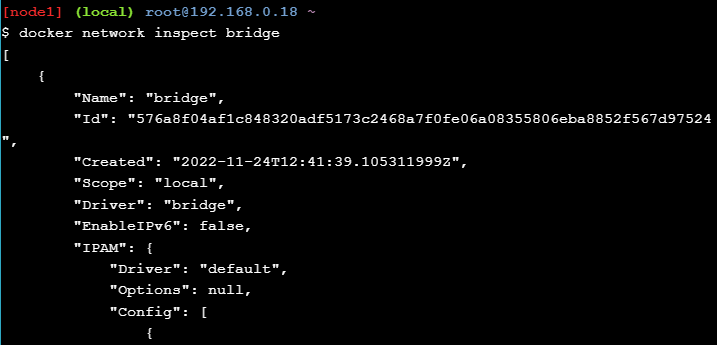 [node1] (local) root@192.168.0.18 ~
$ docker network inspect bridge
[
    {
        "Name": "bridge",
        "Id": "576a8f04af1c848320adf5173c2468a7f0fe06a08355806eba8852f567d97524
",
        "Created": "2022-11-24T12:41:39.105311999Z",
        "Scope": "local",
        "Driver": "bridge",
        "EnableIPv6": false,
        "IPAM": {
            "Driver": "default",
            "Options": null,
            "Config": [
                {